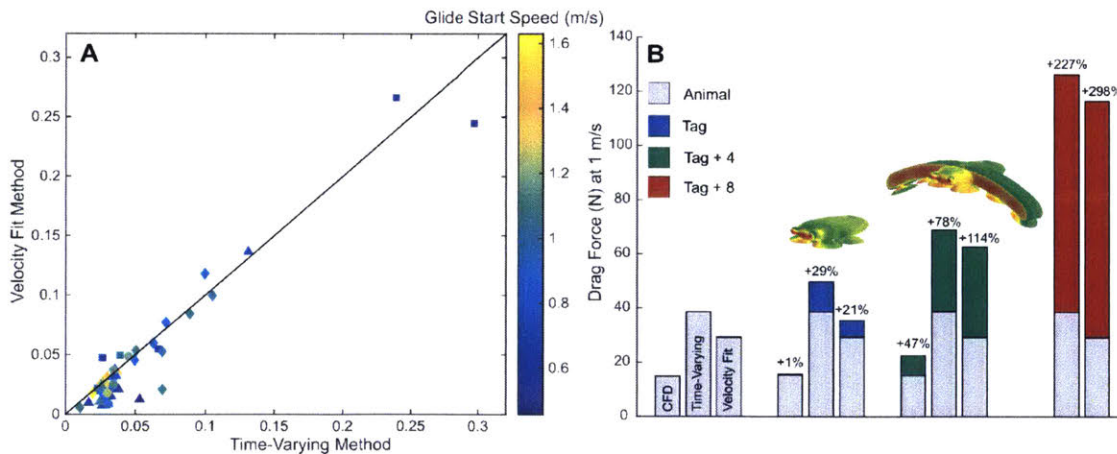 Glide Start Speed (m/s)
A
0.3
0.25
0.2
0.15
0.1
0.05
0
Velocity Fit Method
0
0.05
0.1
0.15
0.2
0.25
0.3
Time-Varying Method
1.6
1.4
1.2
1
0.8
0.6
B
140
120
100
80
60
40
20
0
Drag Force (N) at 1 m/s
Animal
Tag
Tag + 4
Tag + 8
CFD
Time-Varying
Velocity Fit
+1%
+29%
+21%
+47%
+78%
+114%
+227%
+298%